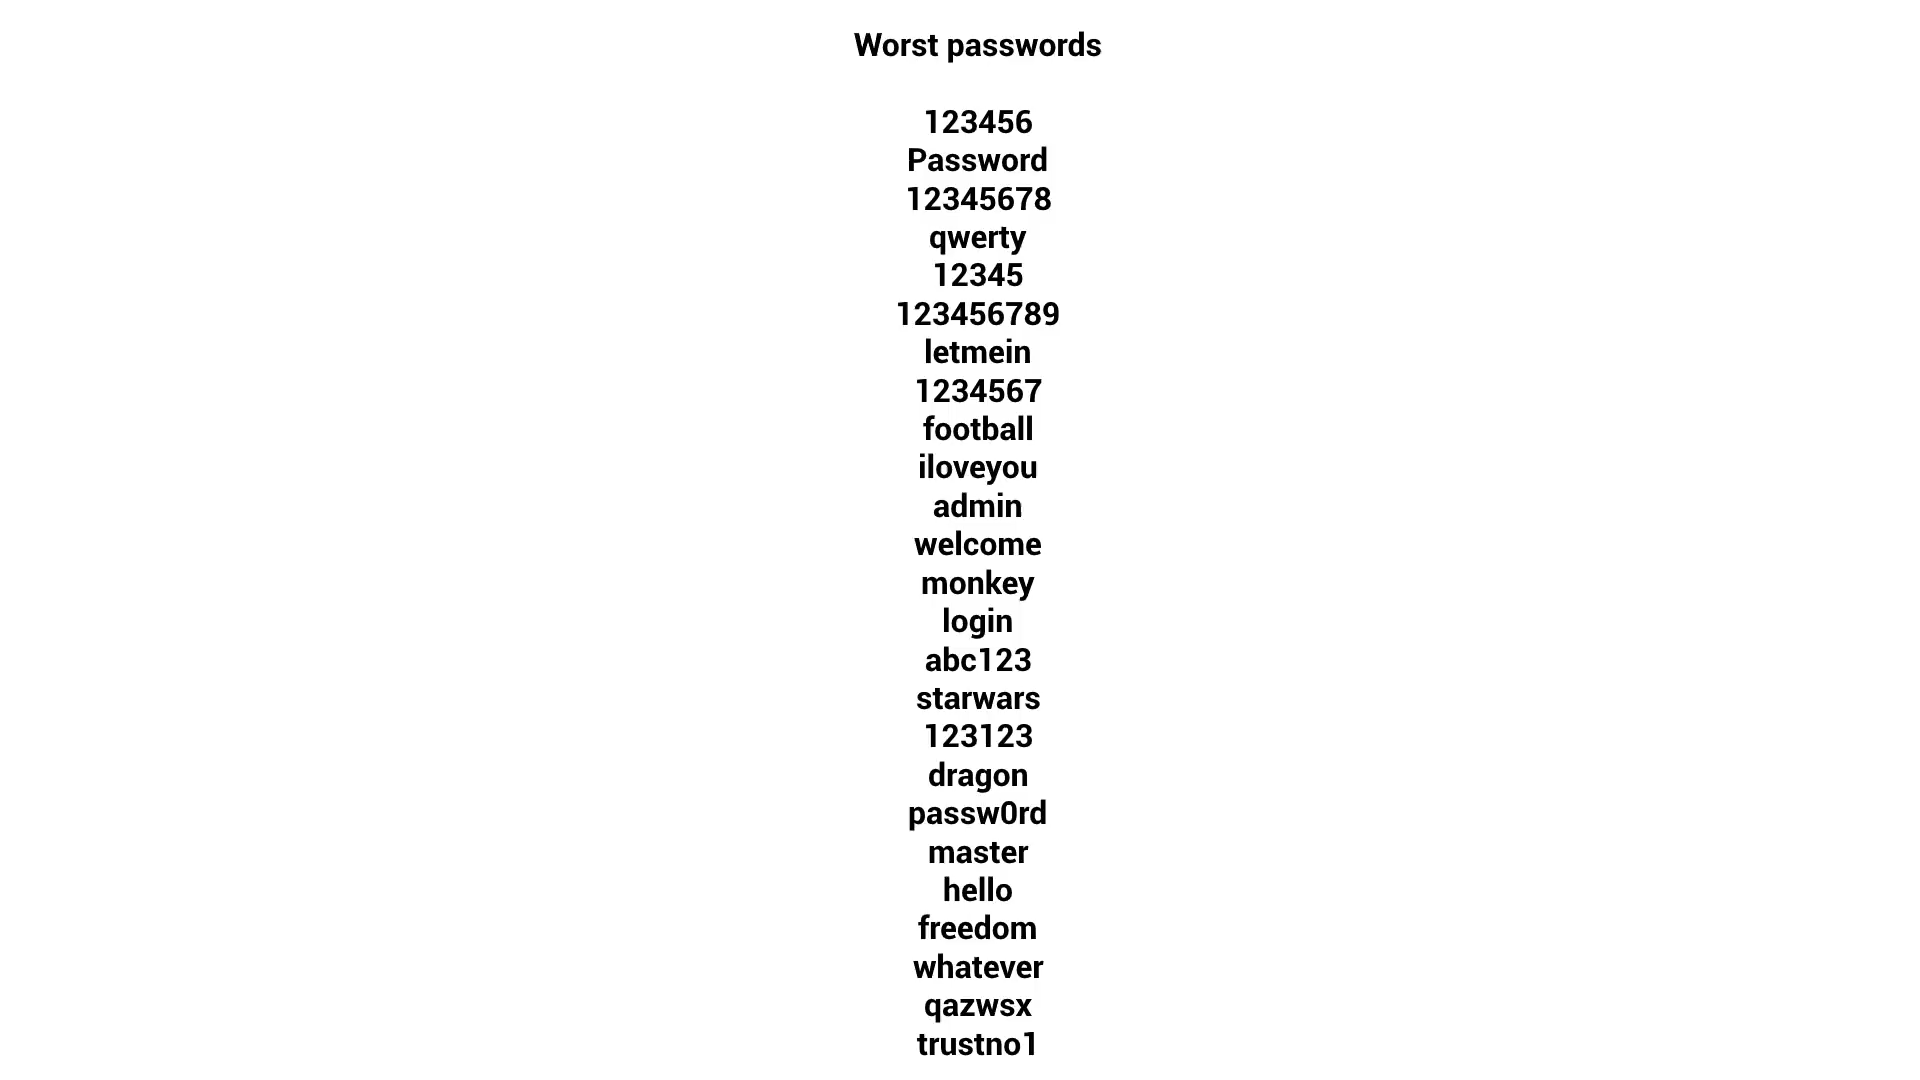 Worst passwords
123456
Password
12345678
qwerty
12345
123456789
letmein
1234567
football
iloveyou
admin
welcome
monkey
login
abc123
starwars
123123
dragon
passw0rd
master
hello
freedom
whatever
qazwsx
trustno1